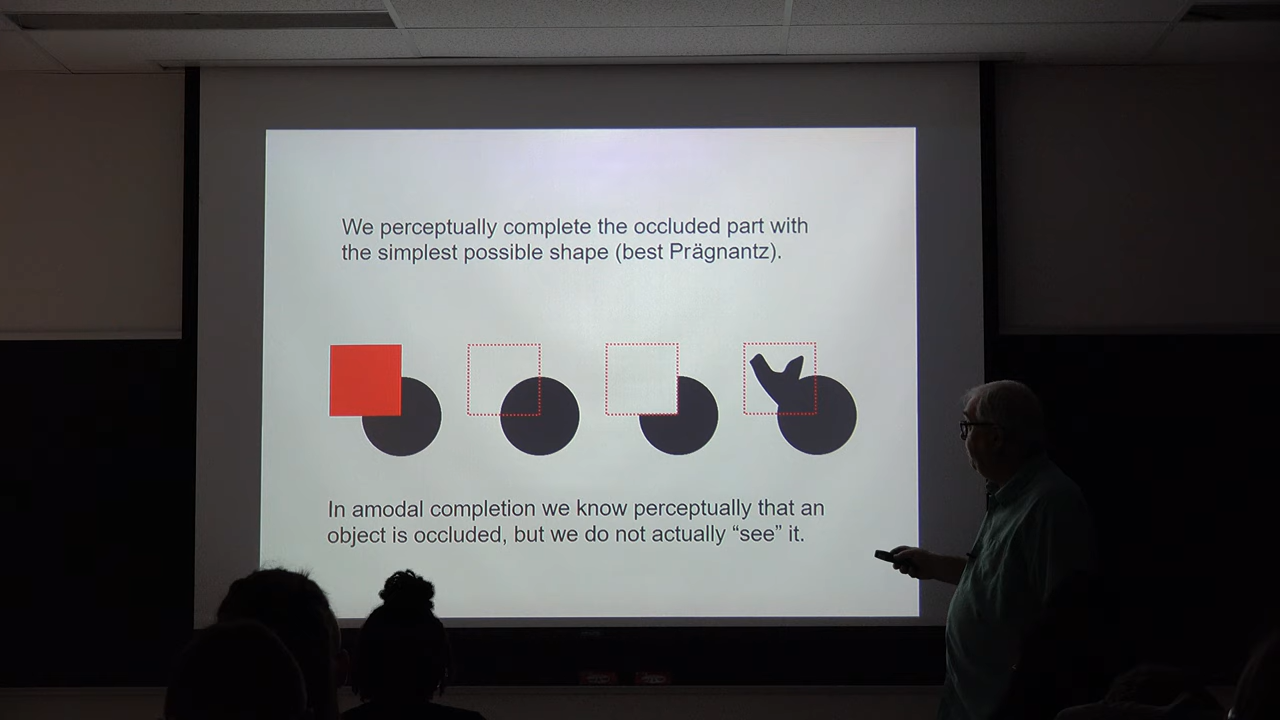 We perceptually complete the occluded part with
the simplest possible shape (best Prägnantz).
In amodal completion we know perceptually that an
object is occluded, but we do not actually “see” it.